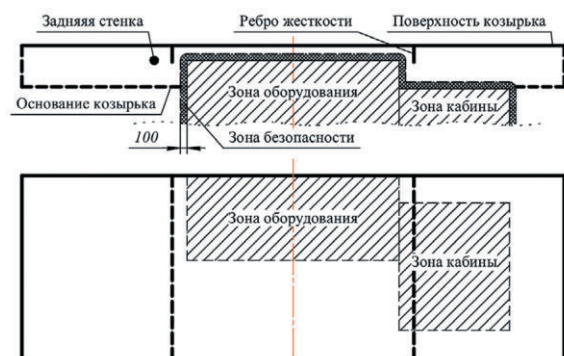 Задняя стенка
Ребро жесткости
Поверхность козырька
Зона оборудования
Основание козырька
Зона кабины
100
Зона безопасности
Зона оборудования
Зона кабины